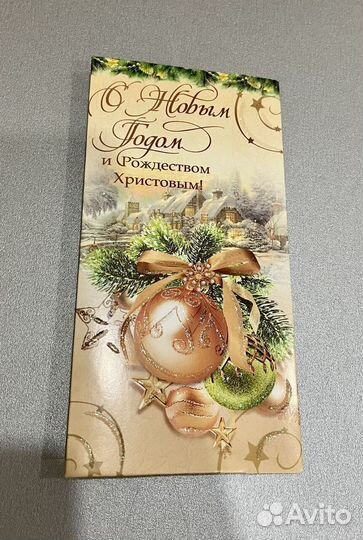 С Новым
Годом
и Рождеством
Христовым!
Avito